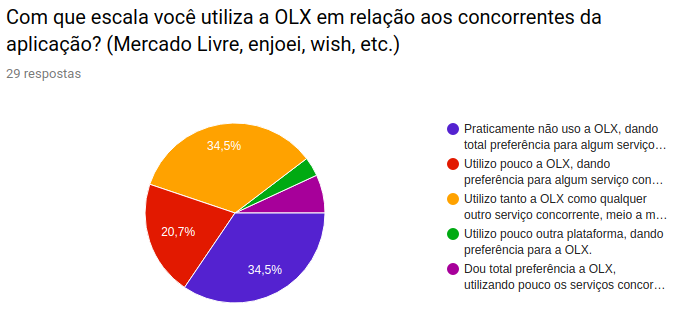 Com que escala você utiliza a OLX em relação aos concorrentes da
aplicação? (Mercado Livre, enjoei, wish, etc.)
29 respostas
34,5%
20,7%
34,5%
Praticamente não uso a OLX, dando
total preferência para algum serviço…
Utilizo pouco a OLX, dando
preferência para algum serviço con…
Utilizo tanto a OLX como qualquer
outro serviço concorrente, meio a m…
Utilizo pouco outra plataforma, dando
preferência para a OLX.
Dou total preferência a OLX,
utilizando pouco os serviços concor…